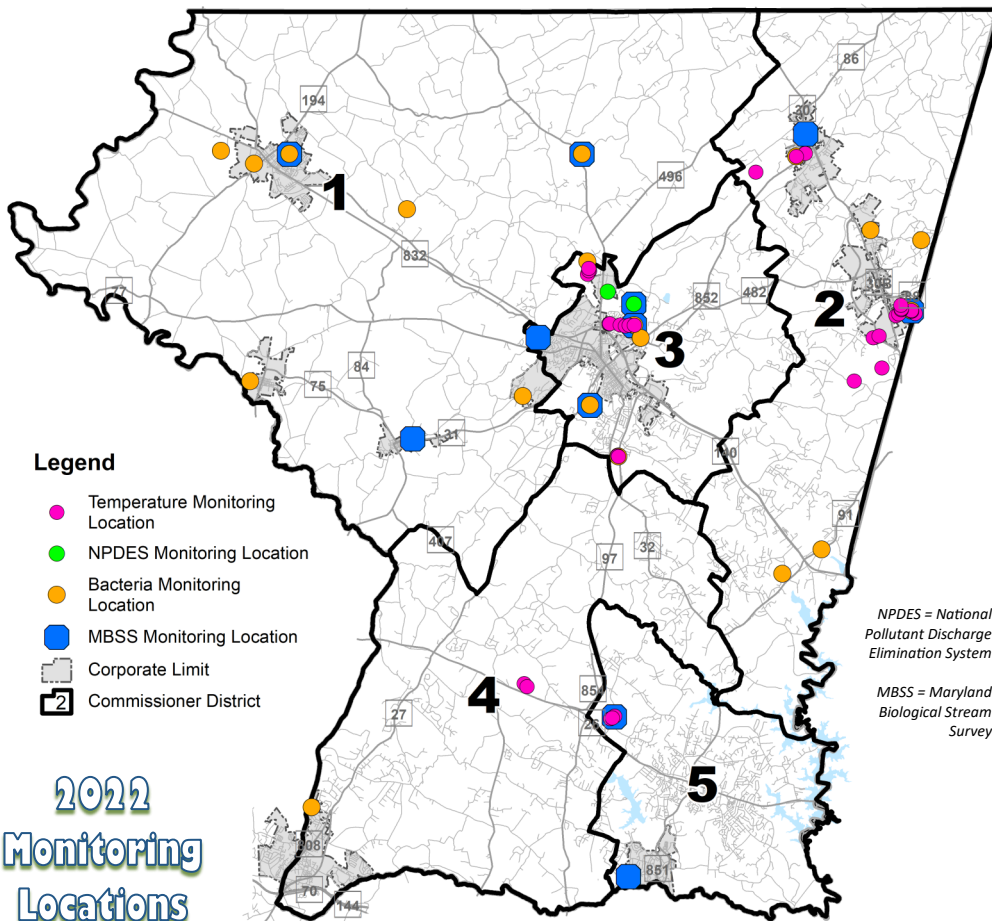 86
194
30
496
1
832
77
852
482
2
3
84
75
31
Legend
Temperature Monitoring
Location
NPDES Monitoring Location
Bacteria Monitoring
Location
MBSS Monitoring Location
Corporate Limit
2
Commissioner District
140
91
407
97
32
NPDES = National
Pollutant Discharge
Elimination System
MBSS = Maryland
Biological Stream
Survey
4
27
26
5
2022
Monitoring
Locations
851
70
144